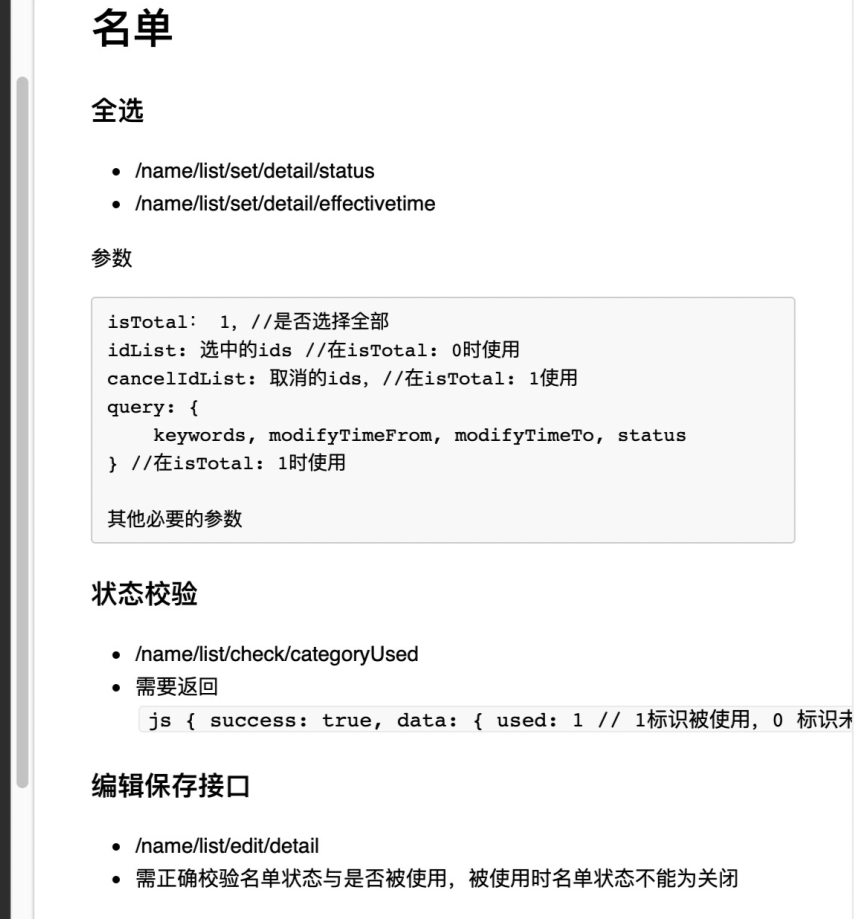 名单
全选
• /name/list/set/detail/status
• /name/list/set/detail/effectivetime
参数
isTotal: 1, //是否选择全部
idList: 选中的ids //在isTotal: 0时使用
cancelIdList: 取消的ids, //在isTotal: 1使用
query: {
    keywords, modifyTimeFrom, modifyTimeTo, status
} //在isTotal: 1时使用
其他必要的参数
状态校验
• /name/list/check/categoryUsed
• 需要返回
js { success: true, data: { used: 1 // 1标识被使用，0 标识未
编辑保存接口
• /name/list/edit/detail
• 需正确校验名单状态与是否被使用，被使用时名单状态不能为关闭